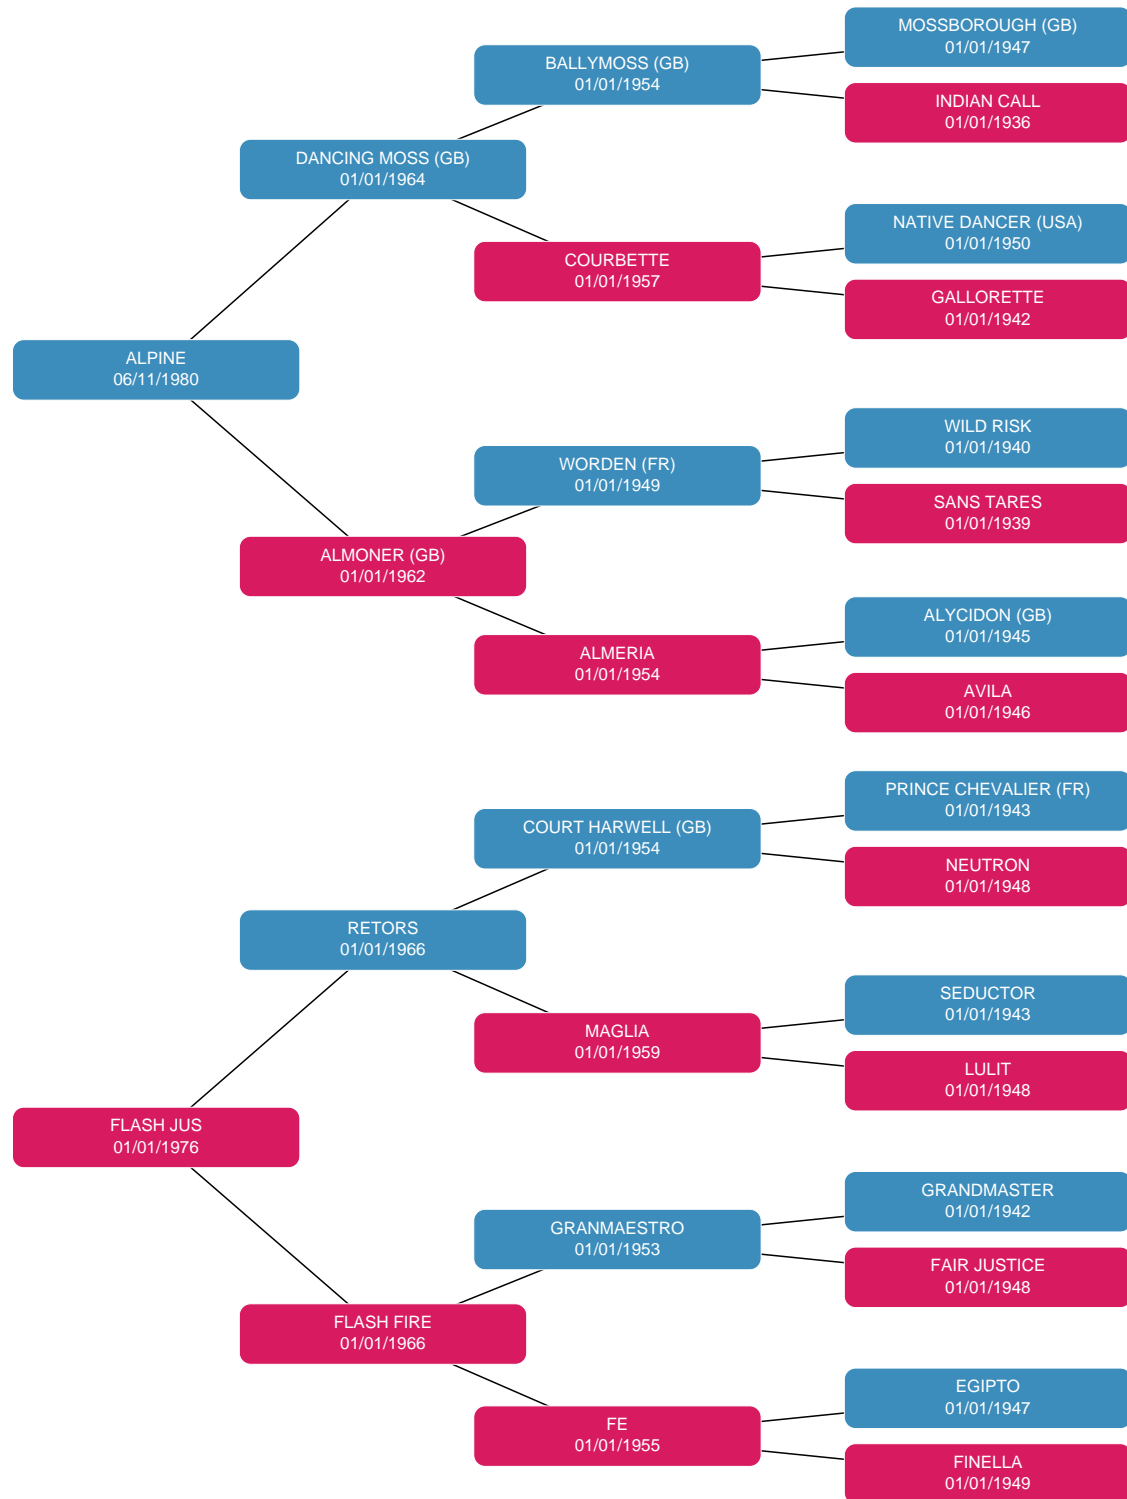 MOSSBOROUGH (GB)
01/01/1947
BALLYMOSS (GB)
01/01/1954
INDIAN CALL
01/01/1936
DANCING MOSS (GB)
01/01/1964
NATIVE DANCER (USA)
01/01/1950
COURBETTE
01/01/1957
GALLORETTE
01/01/1942
ALPINE
06/11/1980
WILD RISK
01/01/1940
WORDEN (FR)
01/01/1949
SANS TARES
01/01/1939
ALMONER (GB)
01/01/1962
ALYCIDON (GB)
01/01/1945
ALMERIA
01/01/1954
AVILA
01/01/1946
PRINCE CHEVALIER (FR)
01/01/1943
COURT HARWELL (GB)
01/01/1954
NEUTRON
01/01/1948
RETORS
01/01/1966
SEDUCTOR
01/01/1943
MAGLIA
01/01/1959
LULIT
01/01/1948
FLASH JUS
01/01/1976
GRANDMASTER
01/01/1942
GRANMAESTRO
01/01/1953
FAIR JUSTICE
01/01/1948
FLASH FIRE
01/01/1966
EGIPTO
01/01/1947
FE
01/01/1955
FINELLA
01/01/1949